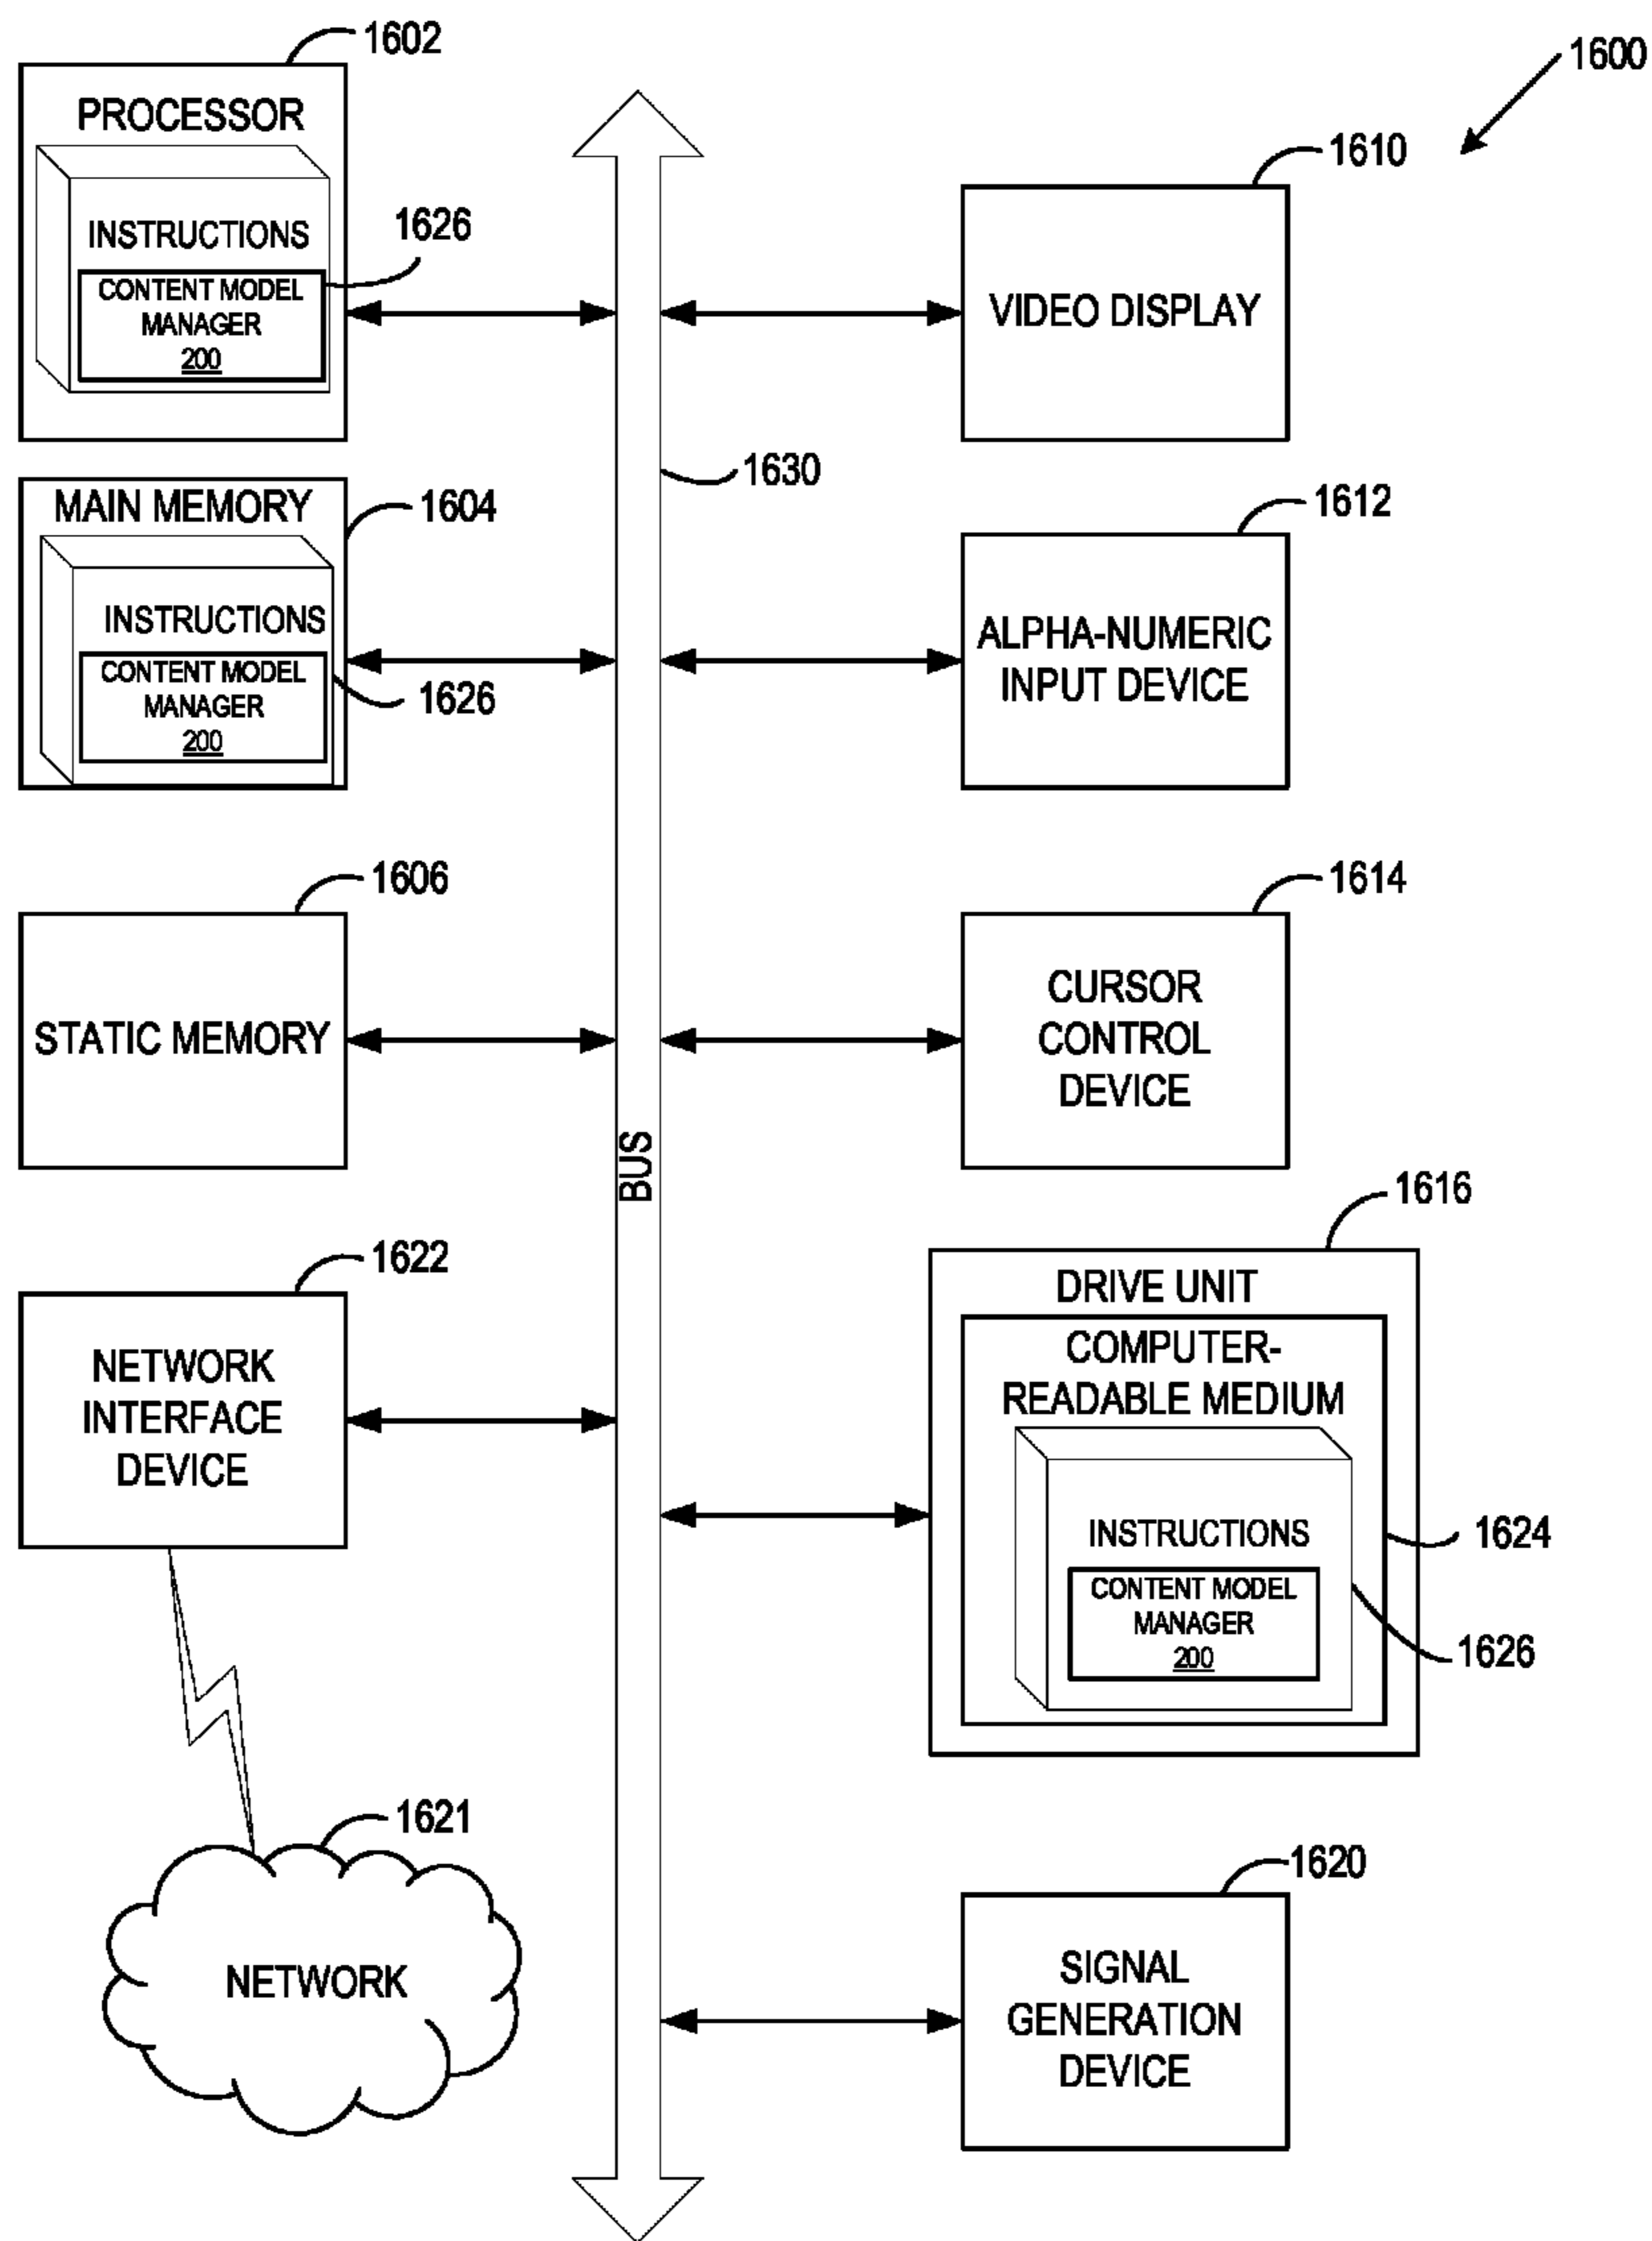 1602
1600
PROCESSOR
INSTRUCTIONS
1626
CONTENT MODEL
MANAGER
200
1610
VIDEO DISPLAY
1630
MAIN MEMORY
1604
INSTRUCTIONS
CONTENT MODEL
MANAGER
200
1626
1612
ALPHA-NUMERIC
INPUT DEVICE
1606
STATIC MEMORY
1614
CURSOR
CONTROL
DEVICE
BUS
1622
NETWORK
INTERFACE
DEVICE
1616
DRIVE UNIT
COMPUTER-
READABLE MEDIUM
INSTRUCTIONS
1624
CONTENT MODEL
MANAGER
200
1626
1621
NETWORK
1620
SIGNAL
GENERATION
DEVICE